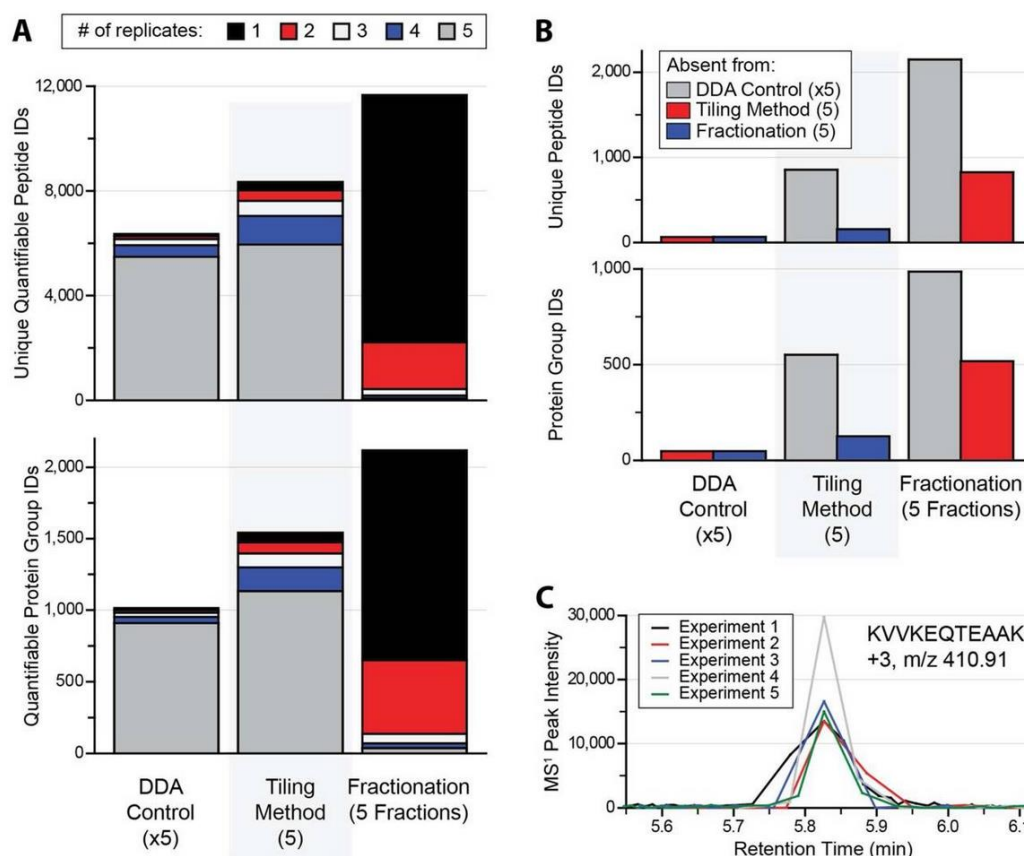 A
# of replicates: 1 2 3 4 5
Unique Quantifiable Peptide IDs
12,000
8,000
4,000
0
Quantifiable Protein Group IDs
2,000
1,500
1,000
500
0
DDA
Control
(x5)
Tiling
Method
(5)
Fractionation
(5 Fractions)
B
Absent from:
DDA Control (x5)
Tiling Method (5)
Fractionation (5)
Unique Peptide IDs
2,000
1,000
0
Protein Group IDs
1,000
500
0
DDA
Control
(x5)
Tiling
Method
(5)
Fractionation
(5 Fractions)
C
Experiment 1
Experiment 2
Experiment 3
Experiment 4
Experiment 5
KVVKEQTEAAK
+3, m/z 410.91
MS¹ Peak Intensity
30,000
20,000
10,000
0
5.6 5.7 5.8 5.9 6.0
Retention Time (min)